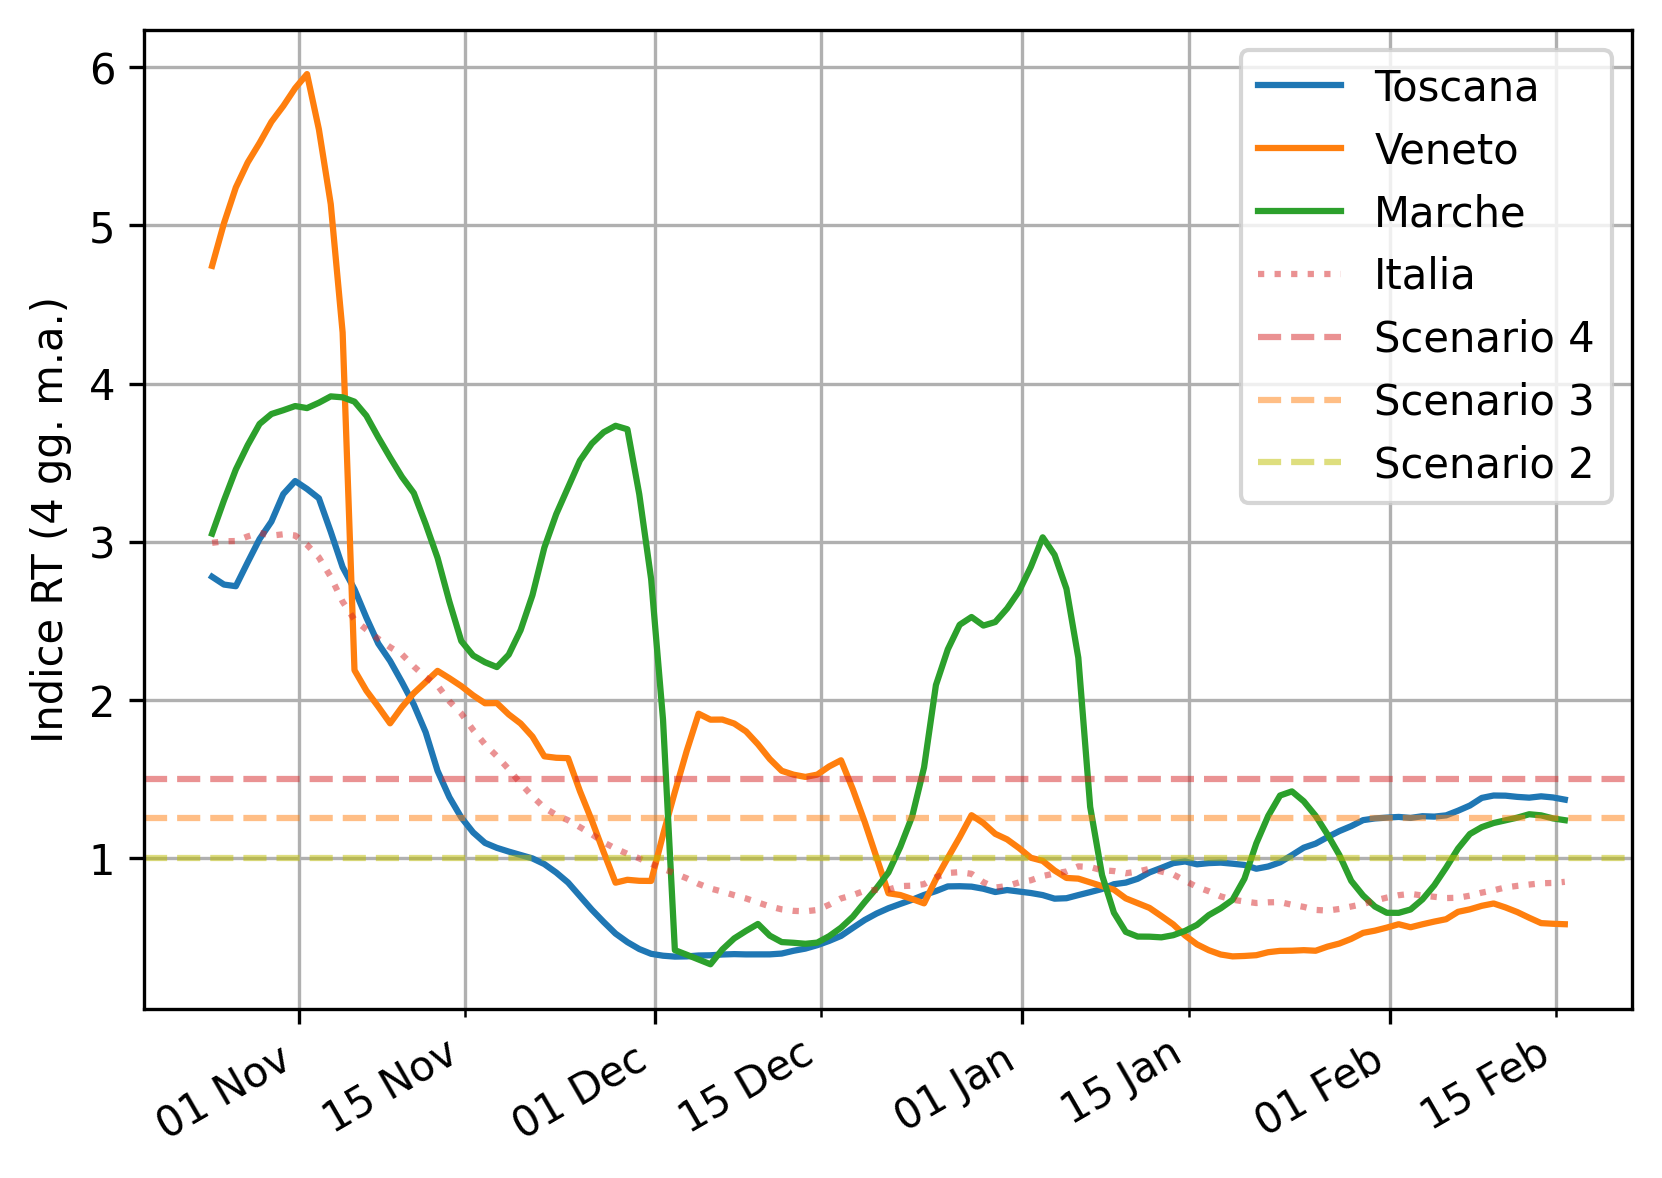 6
5
4
3
2
1
Indice RT (4 gg. m.a.)
Toscana
Veneto
Marche
Italia
Scenario 4
Scenario 3
Scenario 2
01 Nov
15 Nov
01 Dec
15 Dec
01 Jan
15 Jan
01 Feb
15 Feb